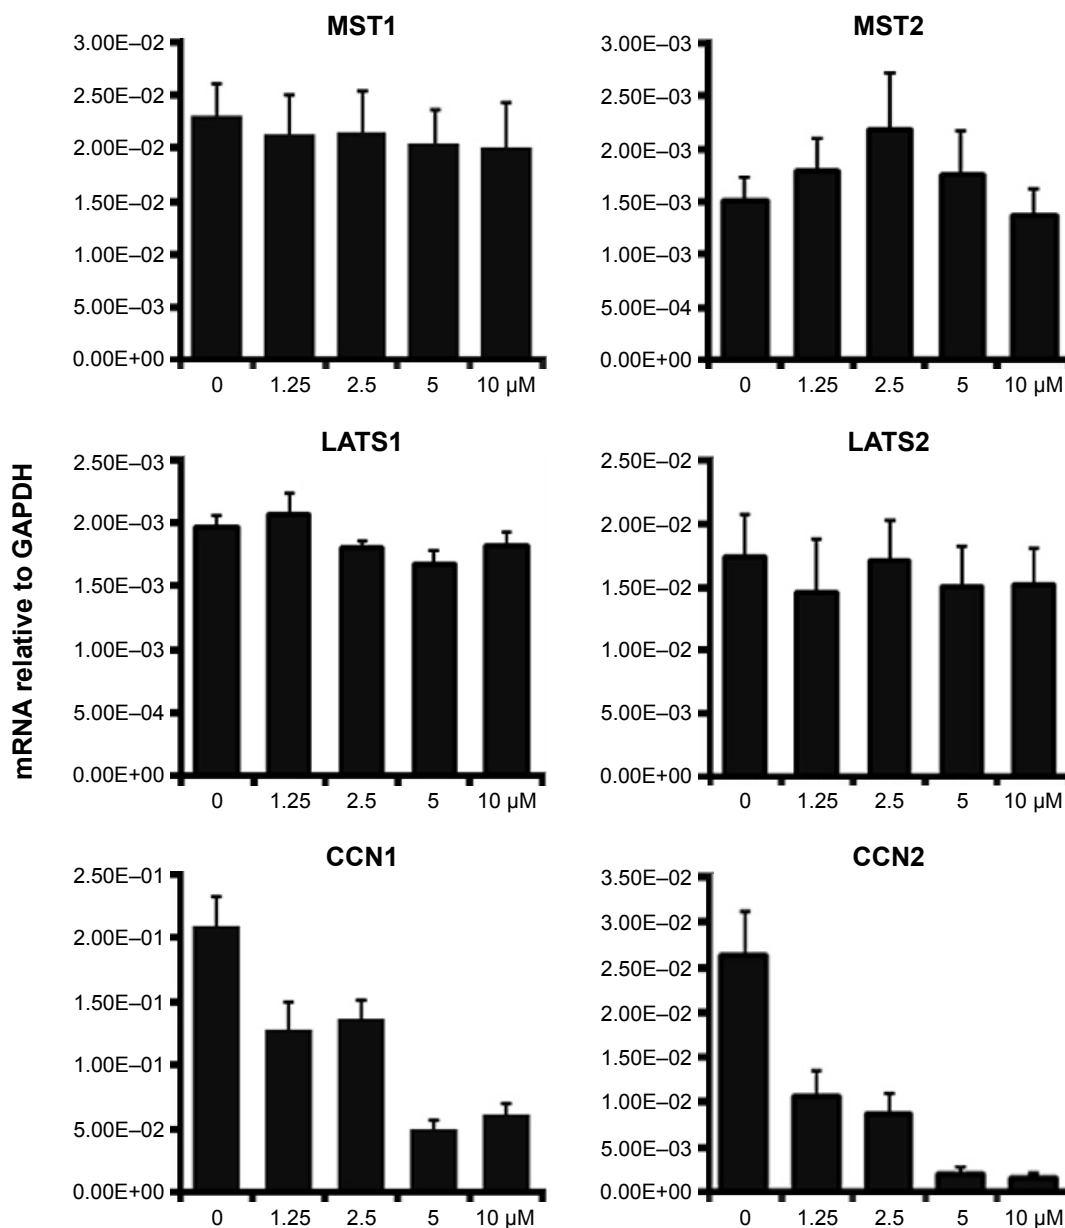 mRNA relative to GAPDH
MST1
3.00E–02
2.50E–02
2.00E–02
1.50E–02
1.00E–02
5.00E–03
0.00E+00
0 1.25 2.5 5 10 µM
MST2
3.00E–03
2.50E–03
2.00E–03
1.50E–03
1.00E–03
5.00E–04
0.00E+00
0 1.25 2.5 5 10 µM
LATS1
2.50E–03
2.00E–03
1.50E–03
1.00E–03
5.00E–04
0.00E+00
0 1.25 2.5 5 10 µM
LATS2
2.50E–02
2.00E–02
1.50E–02
1.00E–02
5.00E–03
0.00E+00
0 1.25 2.5 5 10 µM
CCN1
2.50E–01
2.00E–01
1.50E–01
1.00E–01
5.00E–02
0.00E+00
0 1.25 2.5 5 10 µM
CCN2
3.50E–02
3.00E–02
2.50E–02
2.00E–02
1.50E–02
1.00E–02
5.00E–03
0.00E+00
0 1.25 2.5 5 10 µM